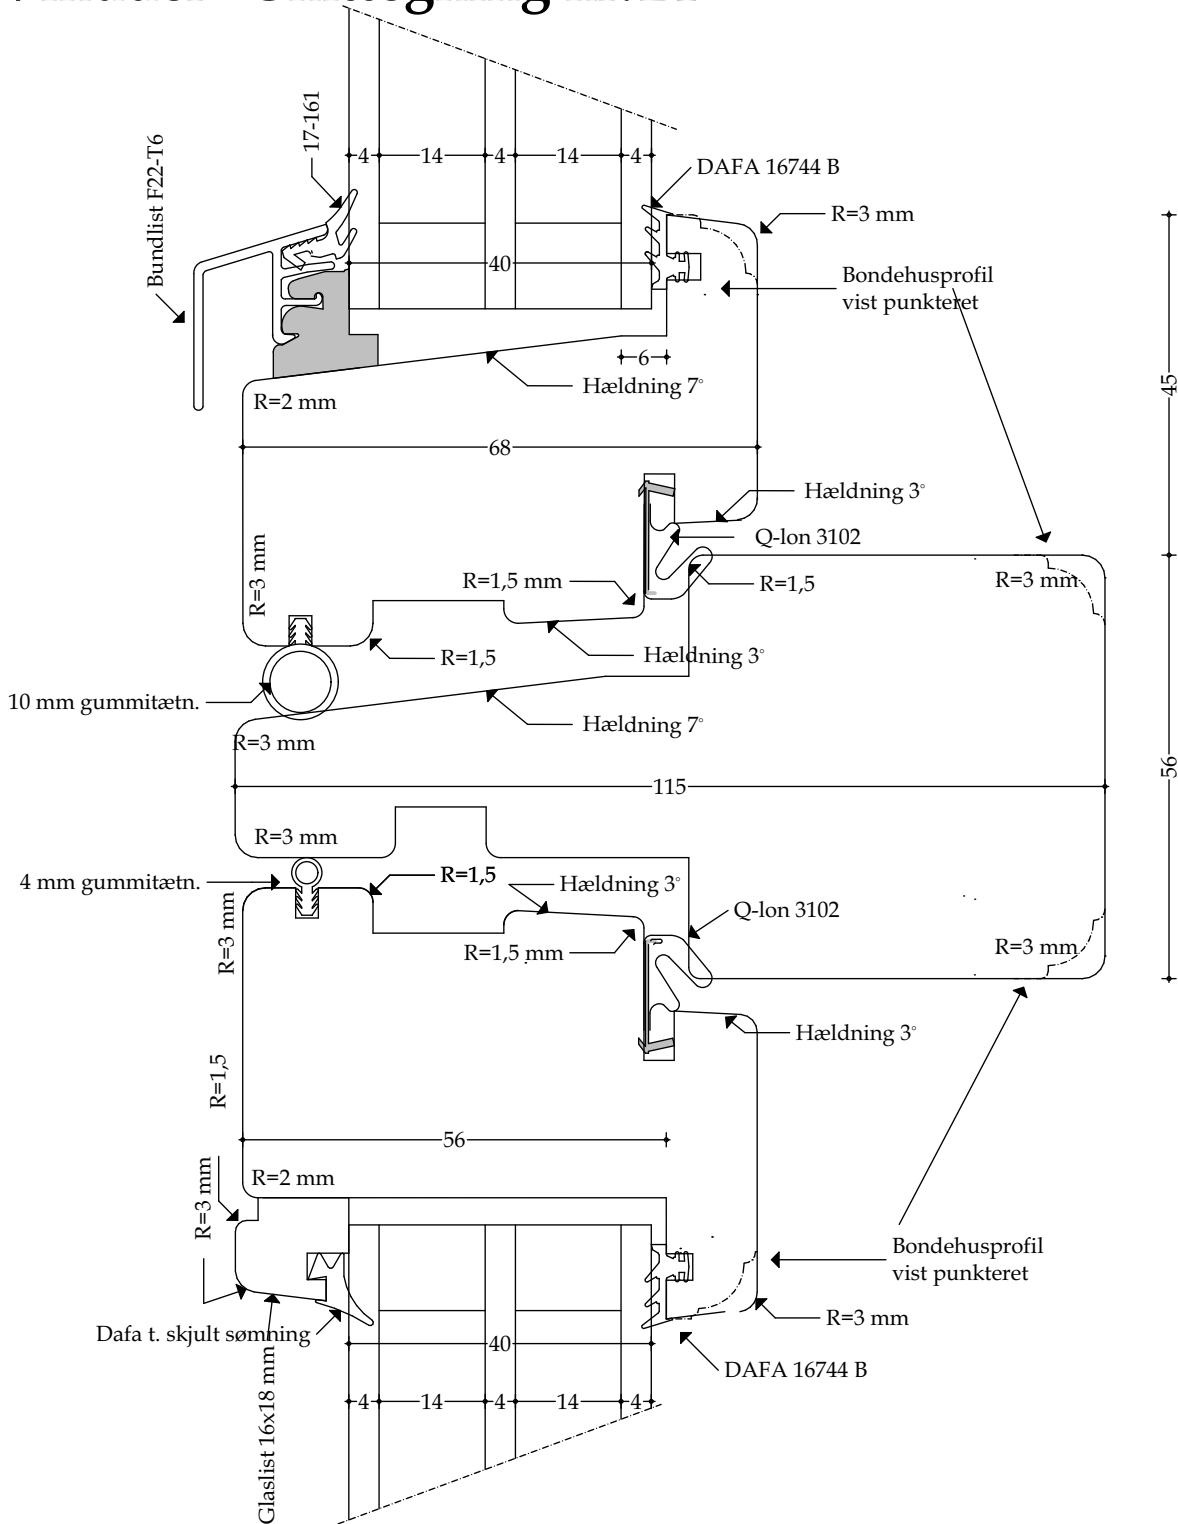 17-161
Bundlist F22-T6
4
14
4
14
4
DAFA 16744 B
R=3 mm
40
Bondehusprofil
vist punkteret
6
Hældning 7°
R=2 mm
45
68
Hældning 3°
Q-lon 3102
R=3 mm
R=1,5 mm
R=1,5
R=3 mm
R=1,5
Hældning 3°
10 mm gummitætn.
Hældning 7°
R=3 mm
56
115
R=3 mm
4 mm gummitætn.
R=1,5
Hældning 3°
Q-lon 3102
R=3 mm
R=1,5 mm
R=3 mm
Hældning 3°
R=1,5
56
R=2 mm
R=3 mm
Bondehusprofil
vist punkteret
R=3 mm
Dafa t. skjult sømning
40
DAFA 16744 B
Glaslist 16x18 mm
4
14
4
14
4